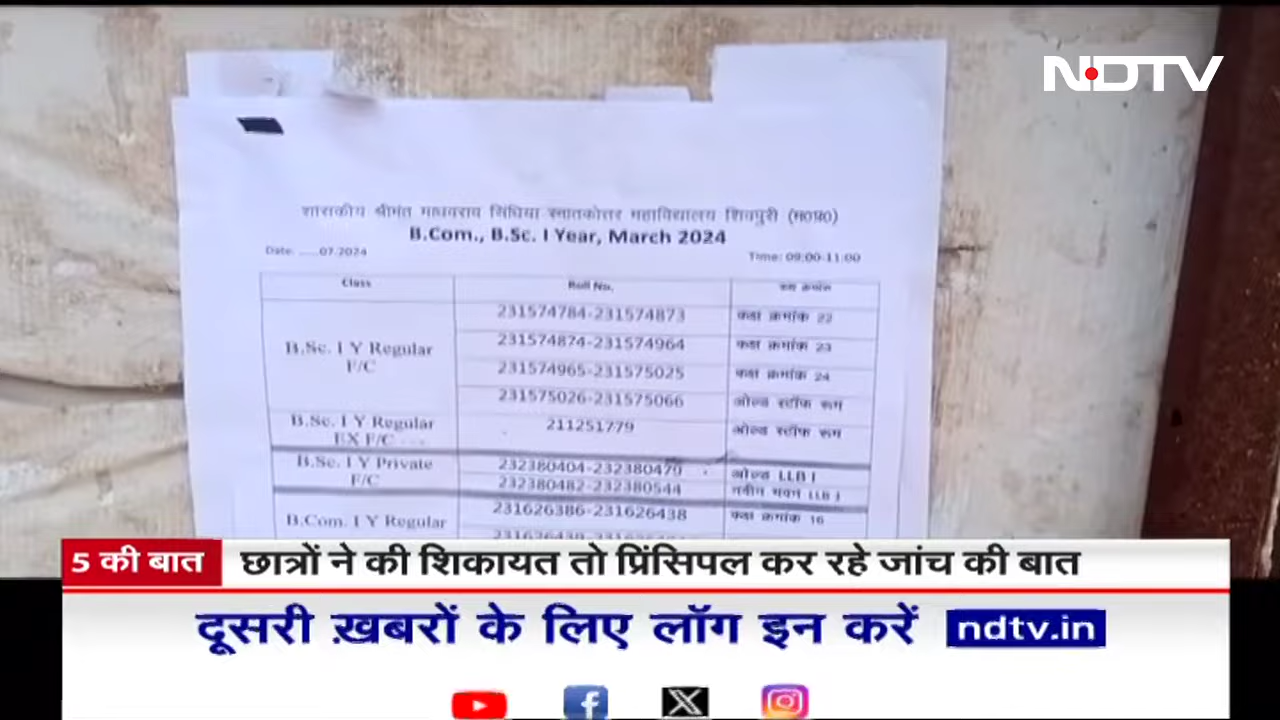 NDTV
शासकीय श्रीमंत माधवराव सिंधिया स्नातकोत्तर महाविद्यालय शिवपुरी (म०प्र०)
B.Com., B.Sc. I Year, March 2024
Date: ......07.2024 Time: 09:00-11:00
Class Roll No. कक्ष क्रमांक
231574784-231574873 कक्ष क्रमांक 22
B.Sc. I Y Regular F/C 231574874-231574964 कक्ष क्रमांक 23
231574965-231575025 कक्ष क्रमांक 24
231575026-231575066 ओल्ड स्टॉफ रूम
B.Sc. I Y Regular EX F/C 211251779 ओल्ड स्टॉफ रूम
B.Sc. I Y Private F/C 232380404-232380479 ओल्ड LLB I
232380482-232380544 नवीन भवन LLB I
B.Com. I Y Regular 231626386-231626438 कक्ष क्रमांक 16
5 की बात छात्रों ने की शिकायत तो प्रिंसिपल कर रहे जांच की बात
दूसरी ख़बरों के लिए लॉग इन करें ndtv.in